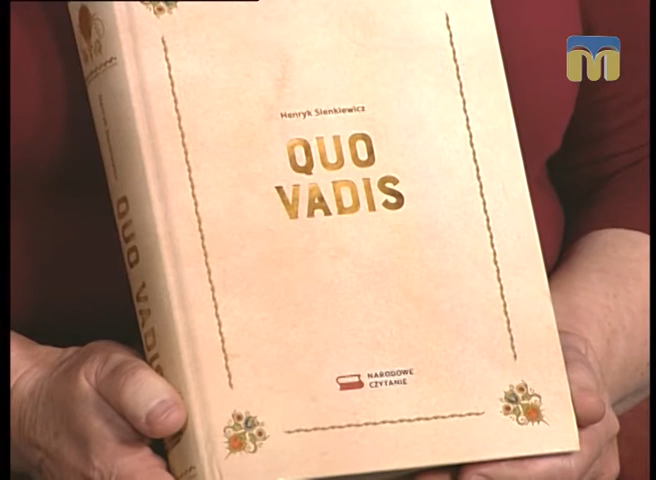 Henryk Sienkiewicz
QUO
VADIS
NARODOWE
CZYTANIE
QUO VADIS
M